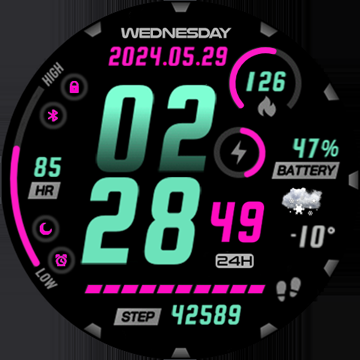 WEDNESDAY
2024.05.29
126
HIGH
02
47%
BATTERY
85
HR
28
49
-10°
24H
LOW
STEP 42589